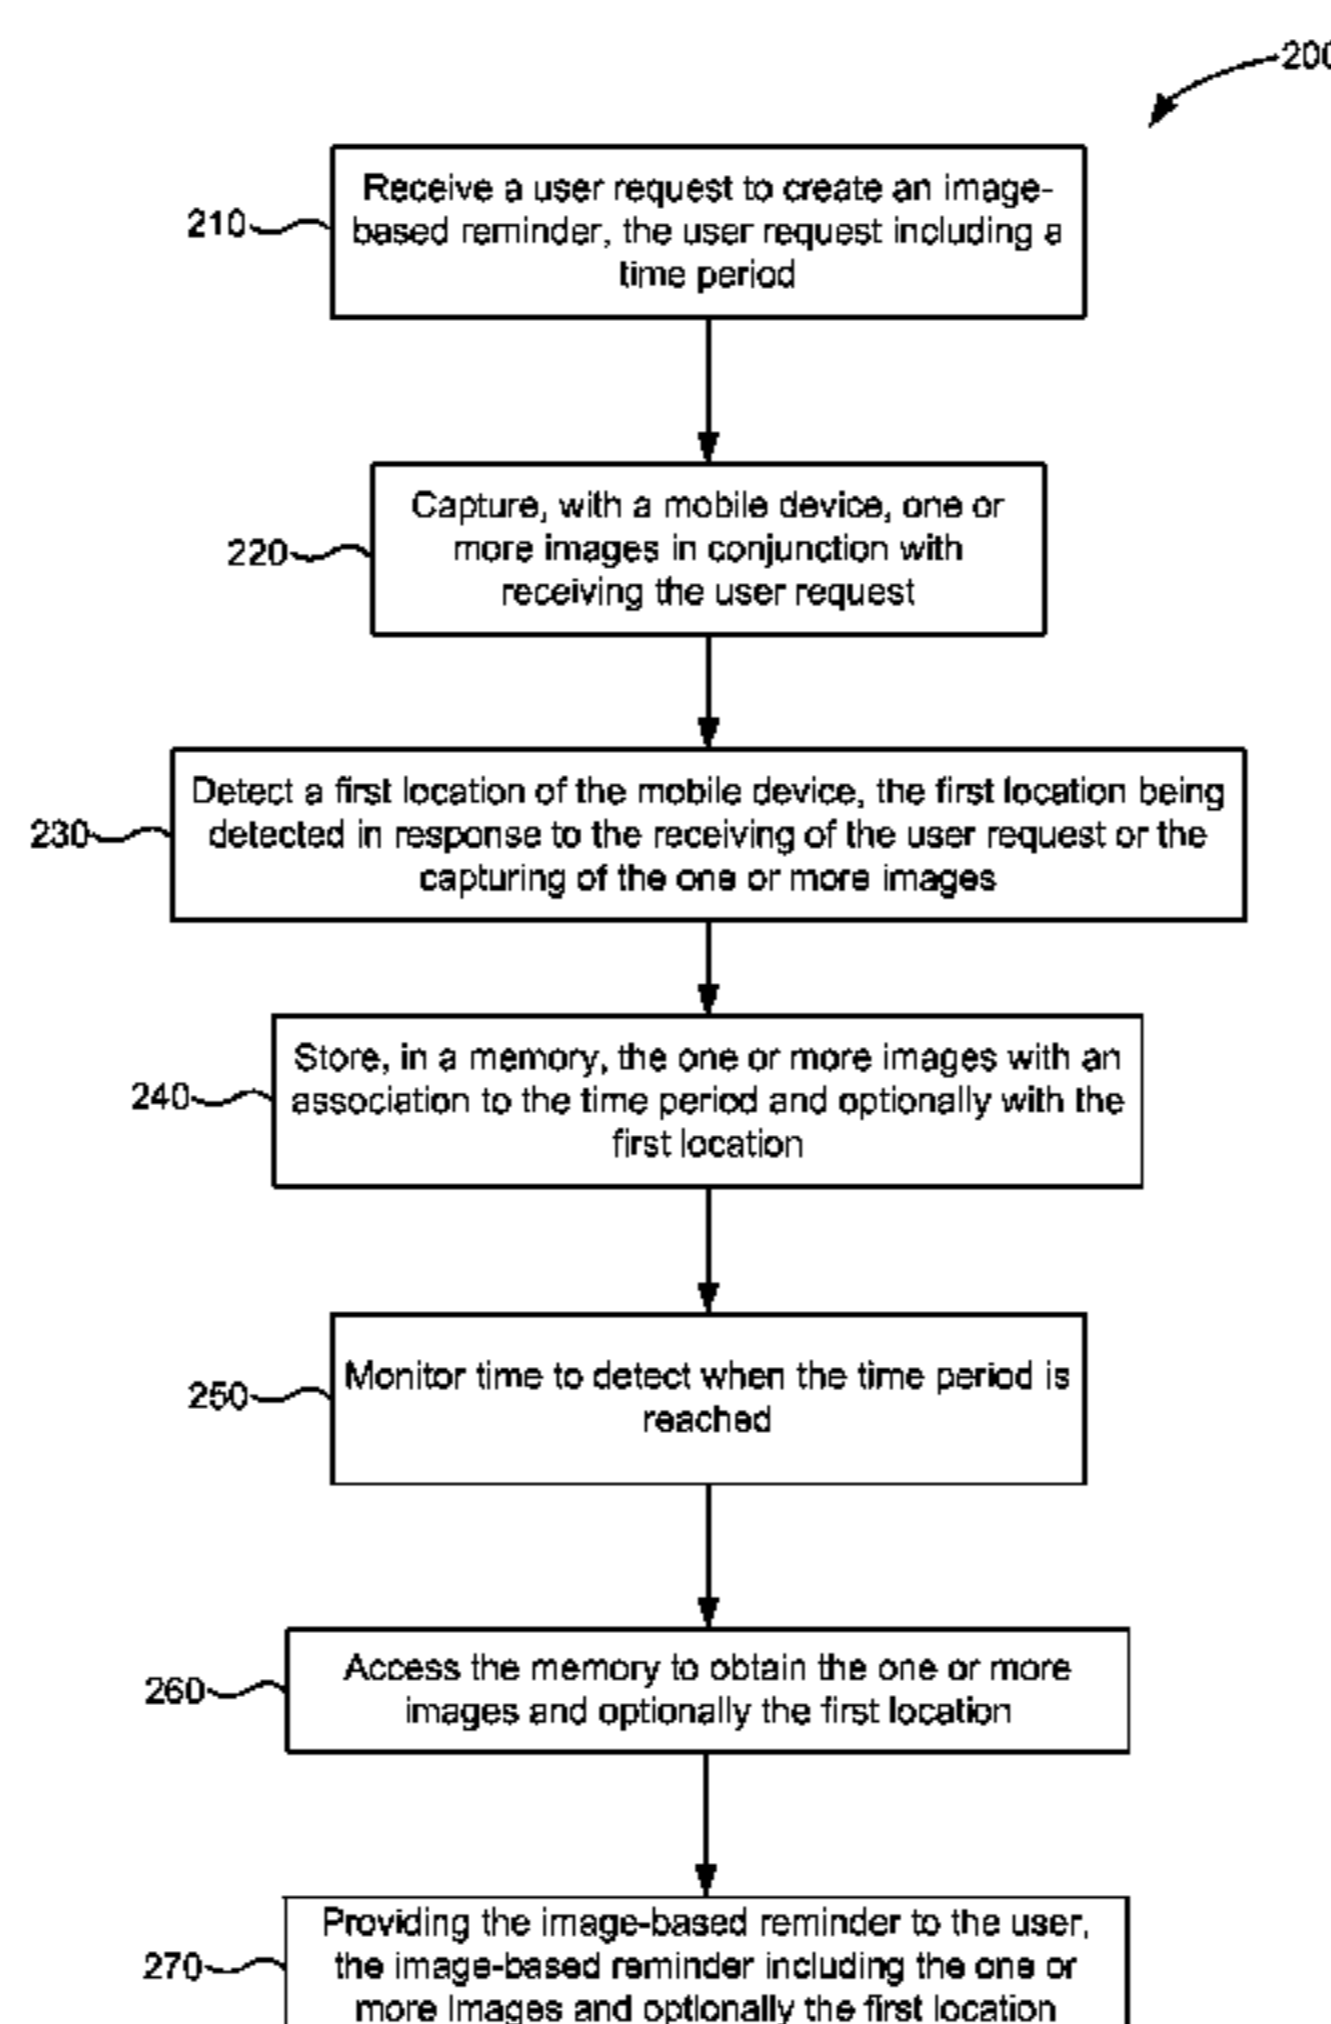 200
210
Receive a user request to create an image-
based reminder, the user request including a
time period
220
Capture, with a mobile device, one or
more images in conjunction with
receiving the user request
230
Detect a first location of the mobile device, the first location being
detected in response to the receiving of the user request or the
capturing of the one or more images
240
Store, in a memory, the one or more images with an
association to the time period and optionally with the
first location
250
Monitor time to detect when the time period is
reached
260
Access the memory to obtain the one or more
images and optionally the first location
270
Providing the image-based reminder to the user,
the image-based reminder including the one or
more images and optionally the first location